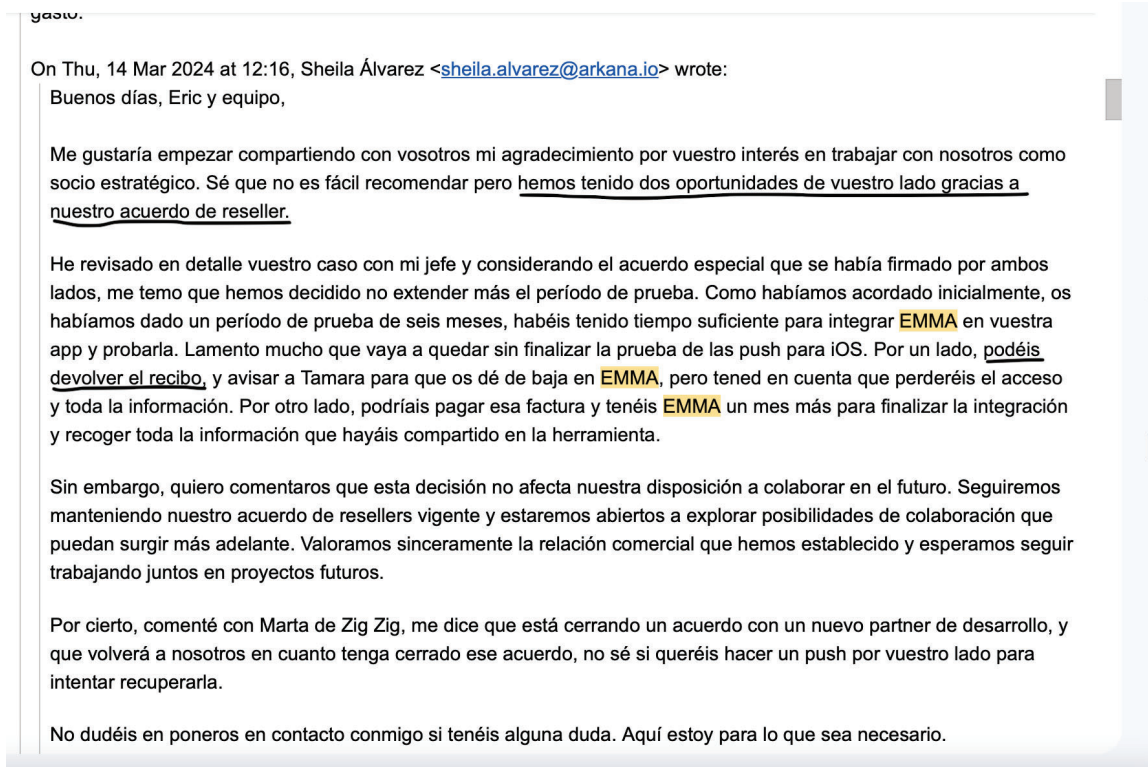 gasto.
On Thu, 14 Mar 2024 at 12:16, Sheila Álvarez <sheila.alvarez@arkana.io> wrote:
Buenos días, Eric y equipo,
Me gustaría empezar compartiendo con vosotros mi agradecimiento por vuestro interés en trabajar con nosotros como
socio estratégico. Sé que no es fácil recomendar pero hemos tenido dos oportunidades de vuestro lado gracias a
nuestro acuerdo de reseller.
He revisado en detalle vuestro caso con mi jefe y considerando el acuerdo especial que se había firmado por ambos
lados, me temo que hemos decidido no extender más el período de prueba. Como habíamos acordado inicialmente, os
habíamos dado un período de prueba de seis meses, habéis tenido tiempo suficiente para integrar EMMA en vuestra
app y probarla. Lamento mucho que vaya a quedar sin finalizar la prueba de las push para iOS. Por un lado, podéis
devolver el recibo, y avisar a Tamara para que os dé de baja en EMMA, pero tened en cuenta que perderéis el acceso
y toda la información. Por otro lado, podríais pagar esa factura y tenéis EMMA un mes más para finalizar la integración
y recoger toda la información que hayáis compartido en la herramienta.
Sin embargo, quiero comentaros que esta decisión no afecta nuestra disposición a colaborar en el futuro. Seguiremos
manteniendo nuestro acuerdo de resellers vigente y estaremos abiertos a explorar posibilidades de colaboración que
puedan surgir más adelante. Valoramos sinceramente la relación comercial que hemos establecido y esperamos seguir
trabajando juntos en proyectos futuros.
Por cierto, comenté con Marta de Zig Zig, me dice que está cerrando un acuerdo con un nuevo partner de desarrollo, y
que volverá a nosotros en cuanto tenga cerrado ese acuerdo, no sé si queréis hacer un push por vuestro lado para
intentar recuperarla.
No dudéis en poneros en contacto conmigo si tenéis alguna duda. Aquí estoy para lo que sea necesario.